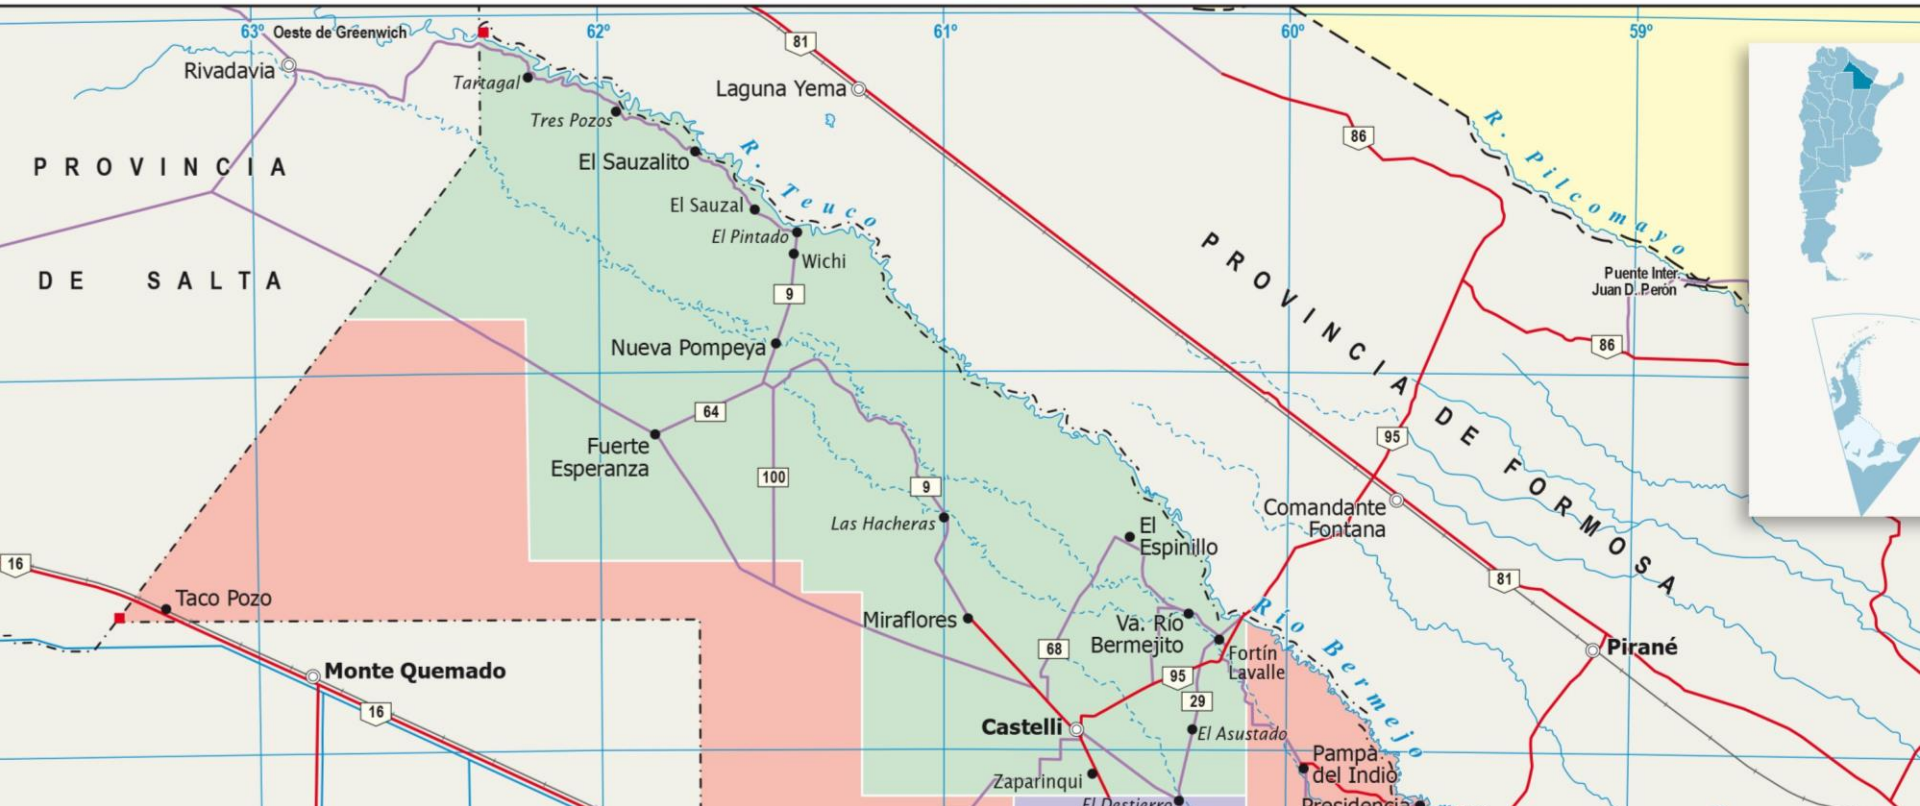 63°
Oeste de Greenwich
62°
61°
60°
59°
81
Rivadavia
Tartagal
Laguna Yema
Tres Pozos
86
R. Pilcomayo
El Sauzalito
R. Teuco
PROVINCIA
DE SALTA
El Sauzal
El Pintado
Wichi
9
PROVINCIA DE FORMOSA
Puente Inter.
Juan D. Perón
86
Nueva Pompeya
64
Fuerte
Esperanza
95
100
9
Las Hacheras
Comandante
Fontana
El
Espinillo
16
81
Taco Pozo
Miraflores
Va. Río
Bermejito
Río Bermejo
68
Fortín
Lavalle
Pirané
Monte Quemado
95
29
16
Castelli
El Asustado
Pampa
del Indio
Zaparinqui
El Destierro
Presidencia